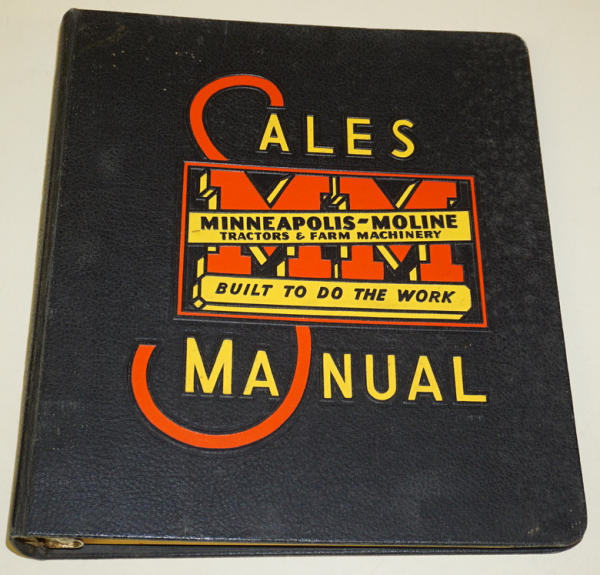 SALES
MM
MINNEAPOLIS-MOLINE
TRACTORS & FARM MACHINERY
BUILT TO DO THE WORK
MANUAL